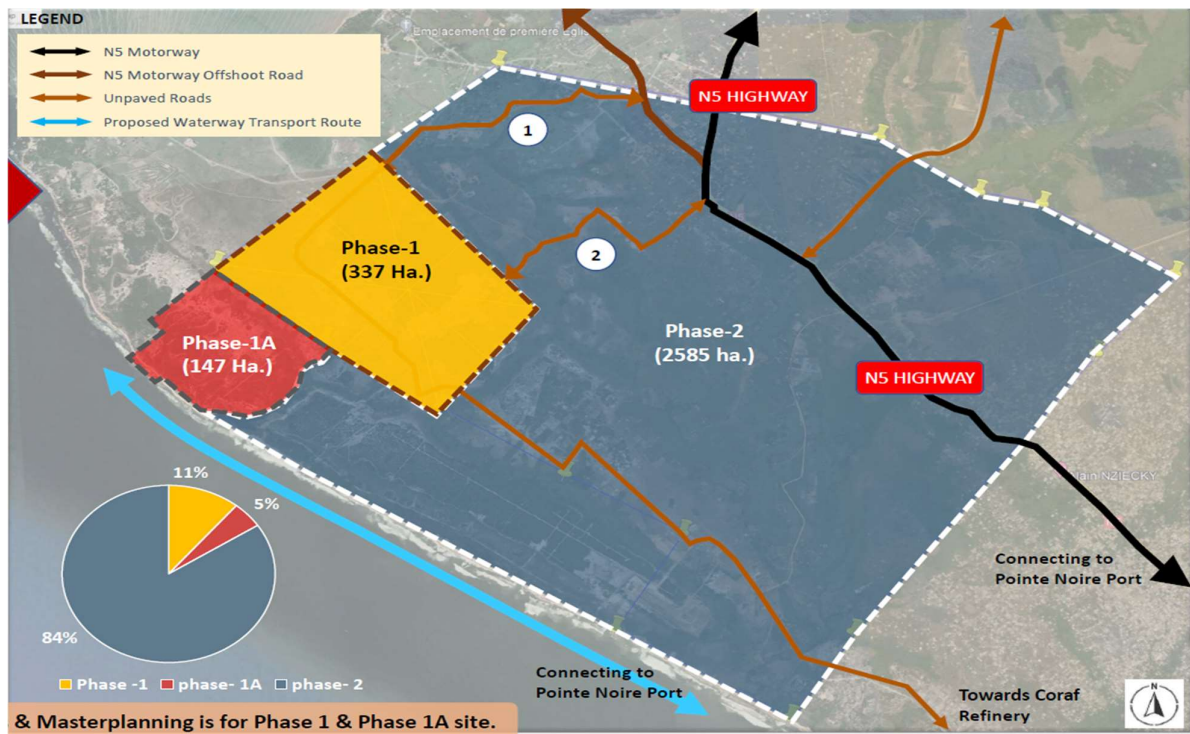 LEGEND
N5 Motorway
N5 Motorway Offshoot Road
Unpaved Roads
Proposed Waterway Transport Route
Emplacement de première Eglis
N5 HIGHWAY
1
2
Phase-1
(337 Ha.)
Phase-1A
(147 Ha.)
Phase-2
(2585 ha.)
N5 HIGHWAY
lain NZIECKY
11%
5%
84%
Phase -1
phase- 1A
phase- 2
Connecting to
Pointe Noire Port
Connecting to
Pointe Noire Port
Towards Coraf
Refinery
N
& Masterplanning is for Phase 1 & Phase 1A site.